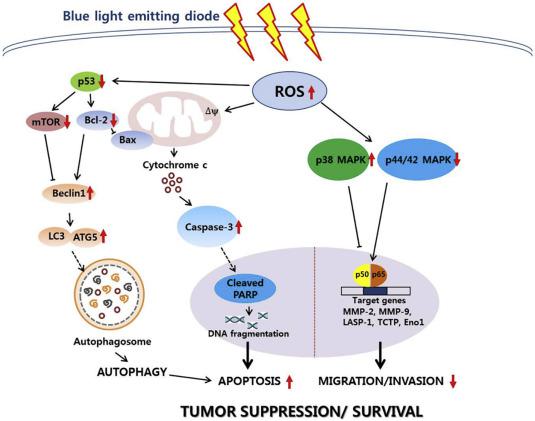 Blue light emitting diode
p53
ROS
Δψ
mTOR
Bcl-2
Bax
Cytochrome c
p38 MAPK
p44/42 MAPK
Beclin1
Caspase-3
LC3
ATG5
p50
p65
Cleaved
PARP
Target genes
MMP-2, MMP-9,
LASP-1, TCTP, Eno1
DNA fragmentation
Autophagosome
AUTOPHAGY
APOPTOSIS
MIGRATION/INVASION
TUMOR SUPPRESSION/ SURVIVAL